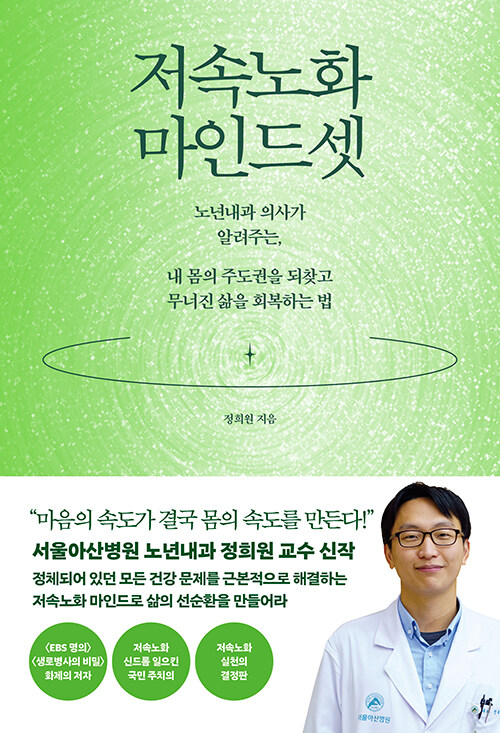 저속노화
마인드셋
노년내과 의사가
알려주는,
내 몸의 주도권을 되찾고
무너진 삶을 회복하는 법
정희원 지음
“마음의 속도가 결국 몸의 속도를 만든다!”
서울아산병원 노년내과 정희원 교수 신작
정체되어 있던 모든 건강 문제를 근본적으로 해결하는
저속노화 마인드로 삶의 선순환을 만들어라
〈EBS 명의〉
〈생로병사의 비밀〉
화제의 저자
저속노화
신드롬 일으킨
국민 주치의
저속노화
실천의
결정판
서울아산병원